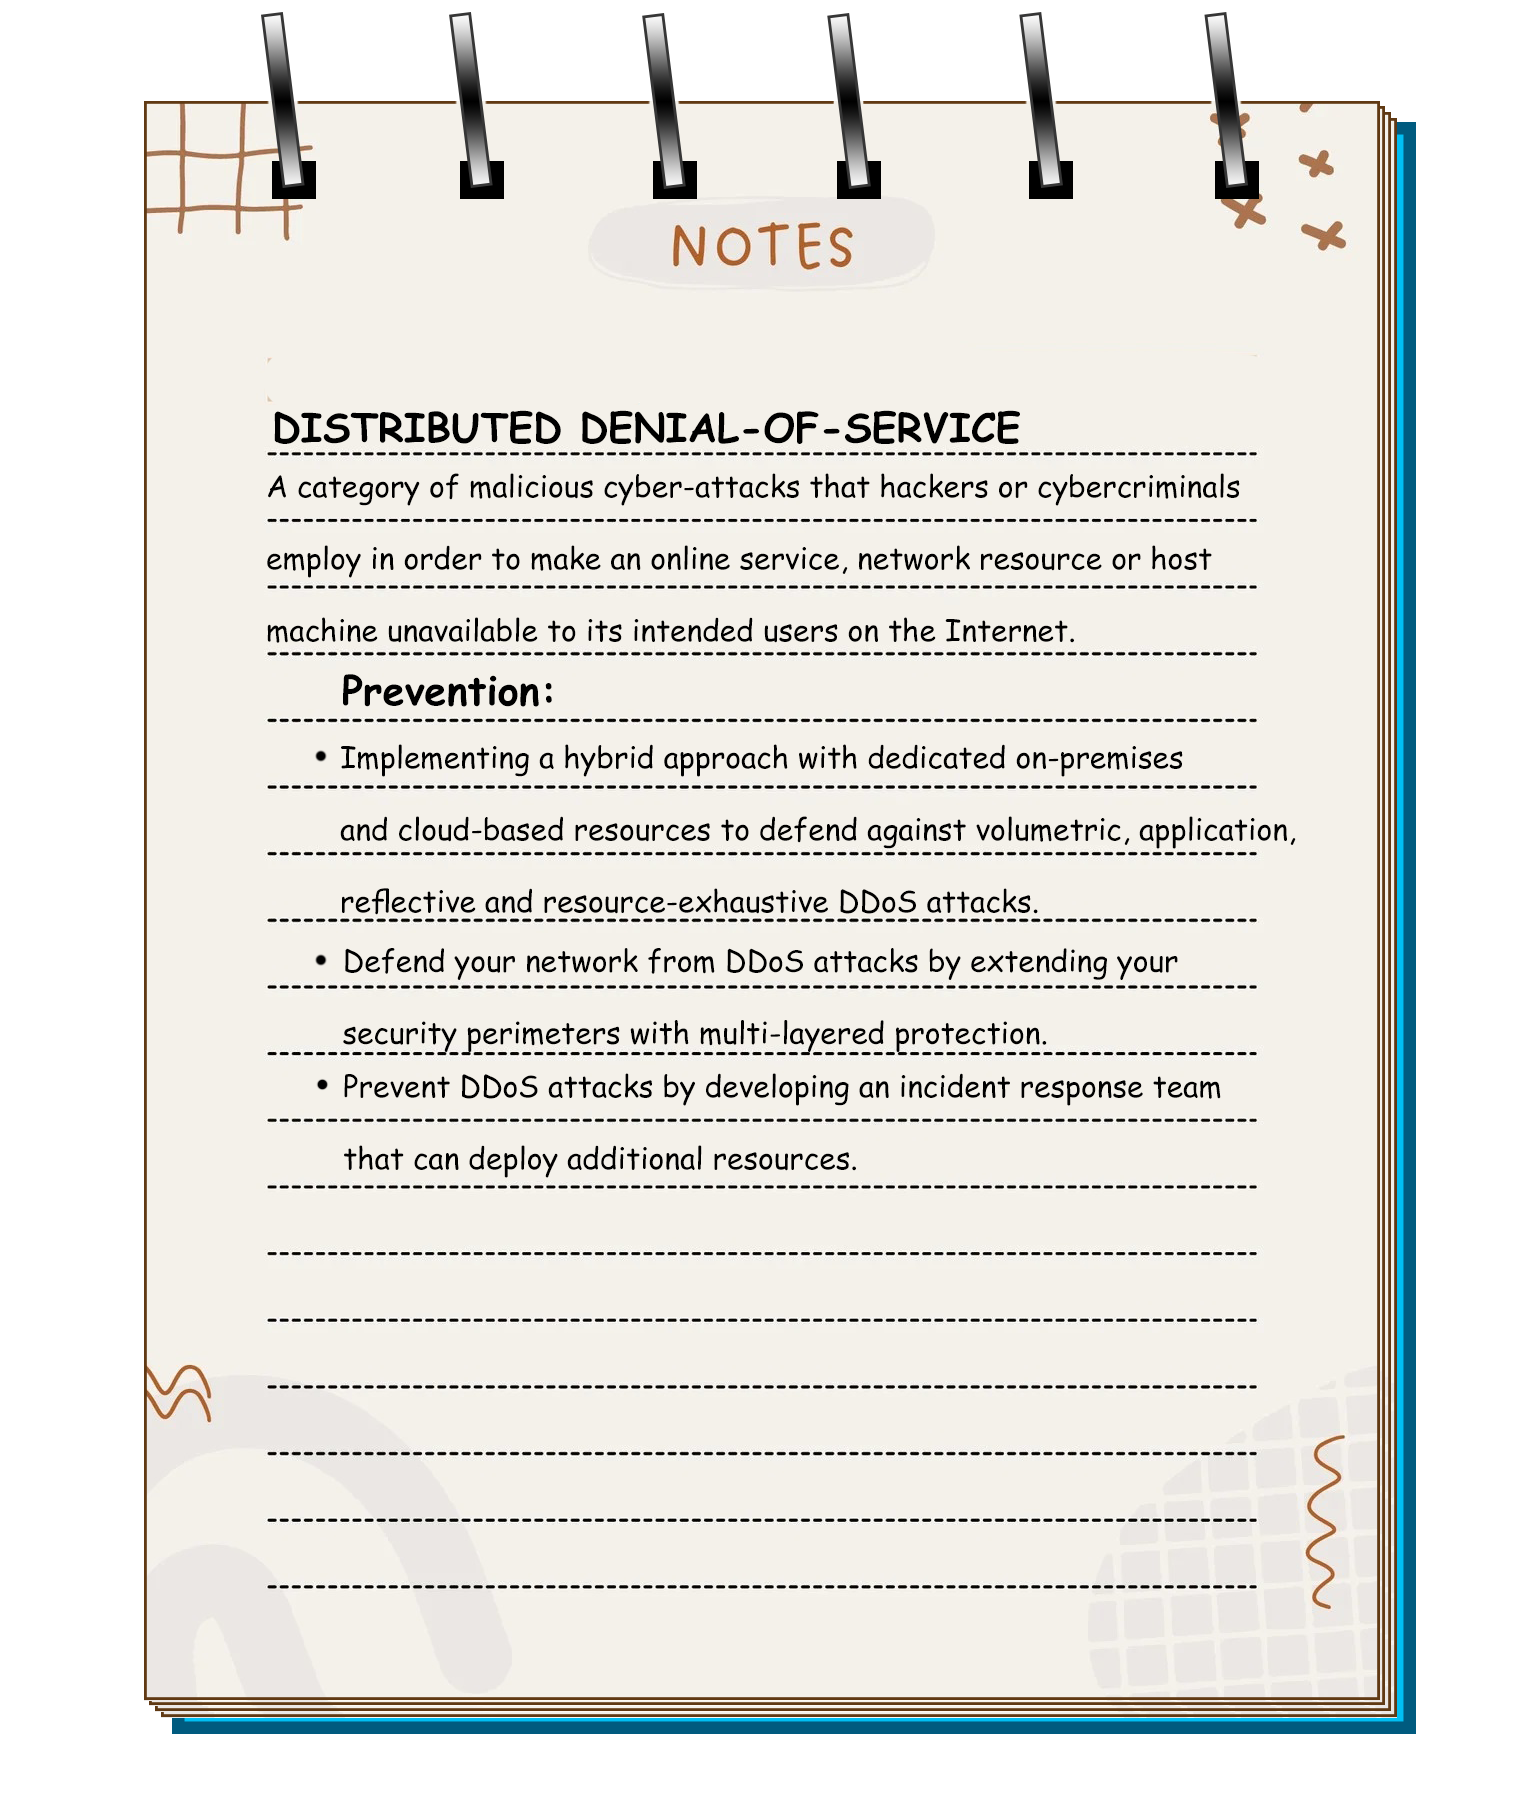 NOTES
DISTRIBUTED DENIAL-OF-SERVICE
A category of malicious cyber-attacks that hackers or cybercriminals
employ in order to make an online service, network resource or host
machine unavailable to its intended users on the Internet.
Prevention:
• Implementing a hybrid approach with dedicated on-premises
and cloud-based resources to defend against volumetric, application,
reflective and resource-exhaustive DDoS attacks.
• Defend your network from DDoS attacks by extending your
security perimeters with multi-layered protection.
• Prevent DDoS attacks by developing an incident response team
that can deploy additional resources.